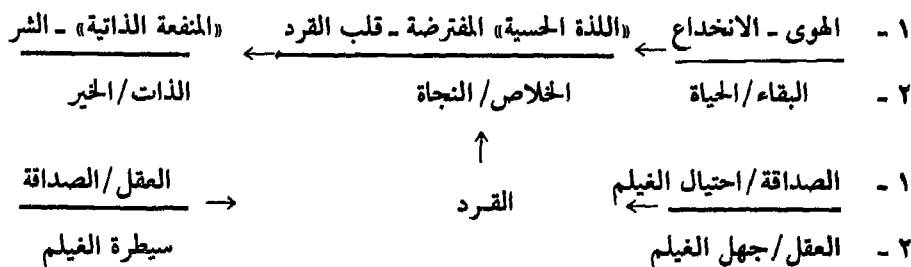 ١ - الهوى - الانخداع ← «اللذة الحسية» المفترضة - قلب القرد ← «المنفعة الذاتية» - الشر
٢ - البقاء/الحياة الخلاص/النجاة الذات/الخير
↑
١ - الصداقة/احتيال الغيلم ← القرد → العقل/الصداقة
٢ - العقل/جهل الغيلم سيطرة الغيلم